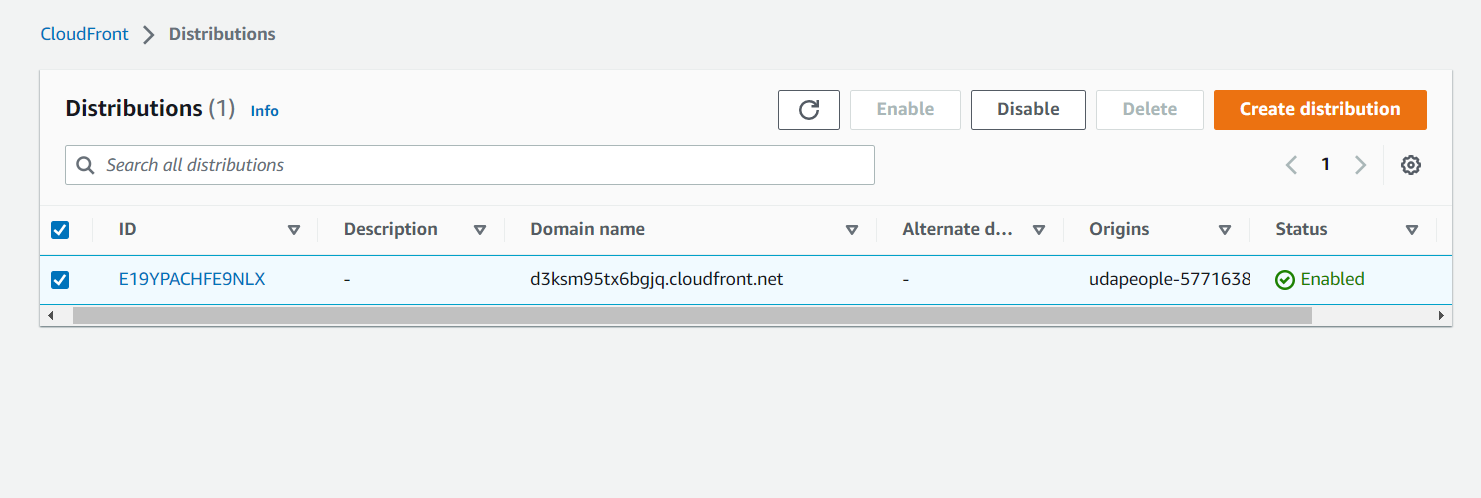 CloudFront > Distributions
Distributions (1) Info
Enable Disable Delete Create distribution
Search all distributions
1
ID Description Domain name Alternate d... Origins Status
E19YPACHFE9NLX - d3ksm95tx6bgjq.cloudfront.net - udapeople-5771638 Enabled